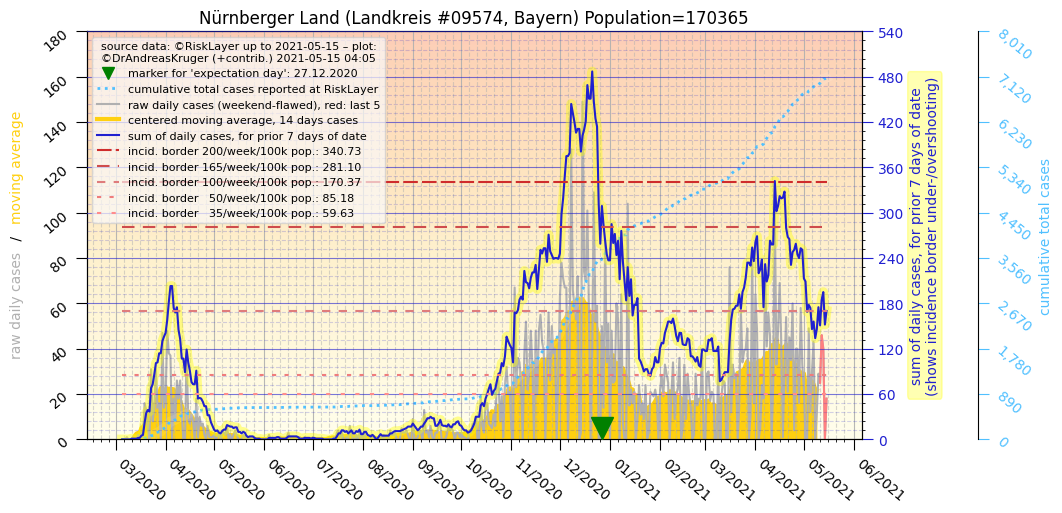 Nürnberger Land (Landkreis #09574, Bayern) Population=170365
source data: ©RiskLayer up to 2021-05-15 – plot:
©DrAndreasKruger (+contrib.) 2021-05-15 04:05
marker for 'expectation day': 27.12.2020
cumulative total cases reported at RiskLayer
raw daily cases (weekend-flawed), red: last 5
centered moving average, 14 days cases
sum of daily cases, for prior 7 days of date
incid. border 200/week/100k pop.: 340.73
incid. border 165/week/100k pop.: 281.10
incid. border 100/week/100k pop.: 170.37
incid. border   50/week/100k pop.: 85.18
incid. border   35/week/100k pop.: 59.63
raw daily cases  /  moving average
180
160
140
120
100
80
60
40
20
0
03/2020
04/2020
05/2020
06/2020
07/2020
08/2020
09/2020
10/2020
11/2020
12/2020
01/2021
02/2021
03/2021
04/2021
05/2021
06/2021
540
480
420
360
300
240
180
120
60
0
sum of daily cases, for prior 7 days of date
(shows incidence border under-/overshooting)
8,010
7,120
6,230
5,340
4,450
3,560
2,670
1,780
890
0
cumulative total cases